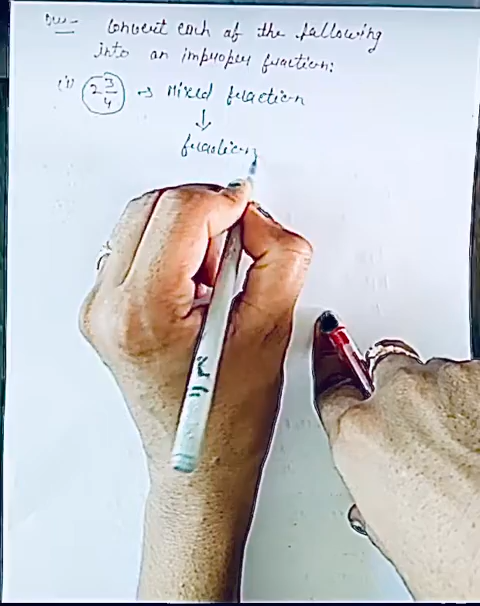 Que- Convert each of the following
into an improper fraction:
(i) 2 3/4 → Mixed fraction
↓
fraction